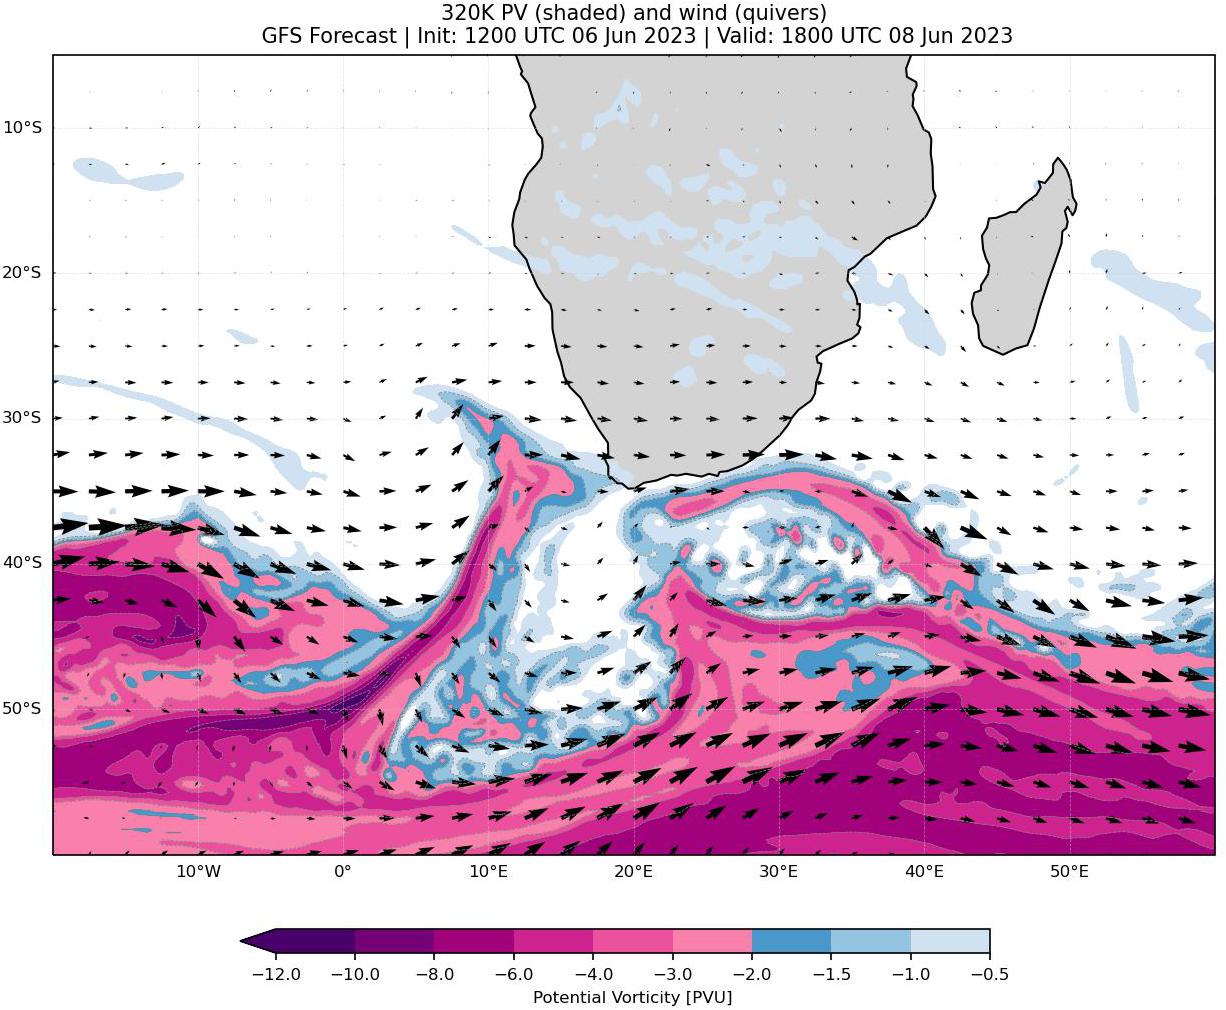 320K PV (shaded) and wind (quivers)
GFS Forecast | Init: 1200 UTC 06 Jun 2023 | Valid: 1800 UTC 08 Jun 2023
10°S
20°S
30°S
40°S
50°S
10°W 0° 10°E 20°E 30°E 40°E 50°E
−12.0 −10.0 −8.0 −6.0 −4.0 −3.0 −2.0 −1.5 −1.0 −0.5
Potential Vorticity [PVU]